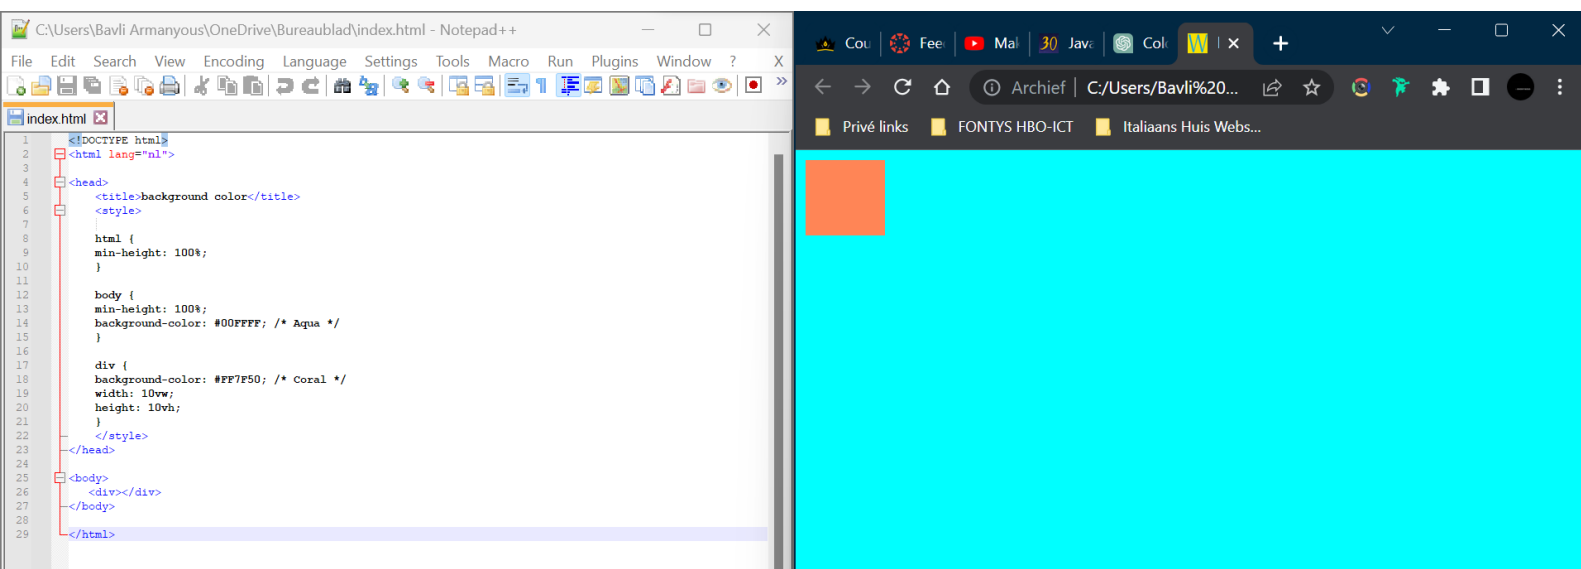 C:\Users\Bavli Armanyous\OneDrive\Bureaublad\index.html - Notepad++
File Edit Search View Encoding Language Settings Tools Macro Run Plugins Window ? X
index.html
1 <!DOCTYPE html>
2 <html lang="nl">
3
4 <head>
5 <title>background color</title>
6 <style>
7
8 html {
9 min-height: 100%;
10 }
11
12 body {
13 min-height: 100%;
14 background-color: #00FFFF; /* Aqua */
15 }
16
17 div {
18 background-color: #FF7F50; /* Coral */
19 width: 10vw;
20 height: 10vh;
21 }
22 </style>
23 </head>
24
25 <body>
26 <div></div>
27 </body>
28
29 </html>
Cou Fee Mal 30 Java Col W
Archief C:/Users/Bavli%20...
Privé links FONTYS HBO-ICT Italiaans Huis Webs...